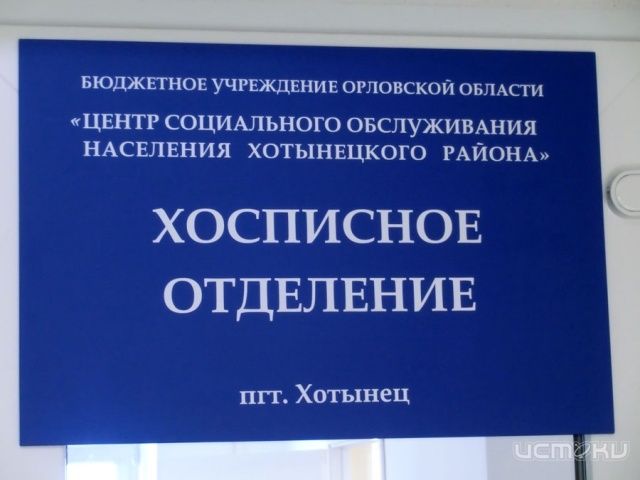 БЮДЖЕТНОЕ УЧРЕЖДЕНИЕ ОРЛОВСКОЙ ОБЛАСТИ
«ЦЕНТР СОЦИАЛЬНОГО ОБСЛУЖИВАНИЯ
НАСЕЛЕНИЯ ХОТЫНЕЦКОГО РАЙОНА»
ХОСПИСНОЕ
ОТДЕЛЕНИЕ
пгт. Хотынец
истоки